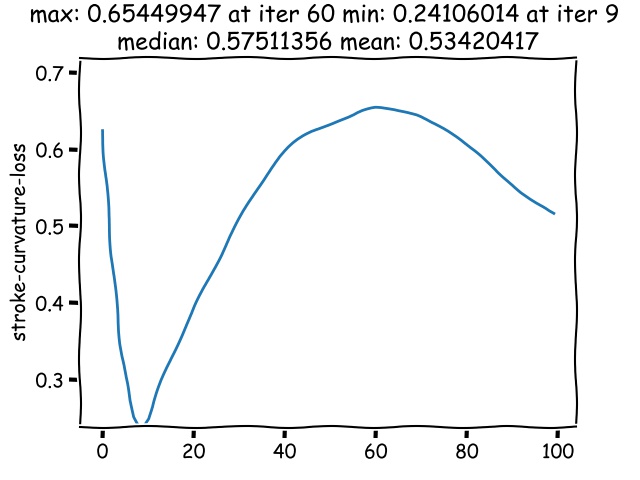 max: 0.65449947 at iter 60 min: 0.24106014 at iter 9
median: 0.57511356 mean: 0.53420417
0.7
0.6
0.5
0.4
0.3
stroke-curvature-loss
0 20 40 60 80 100